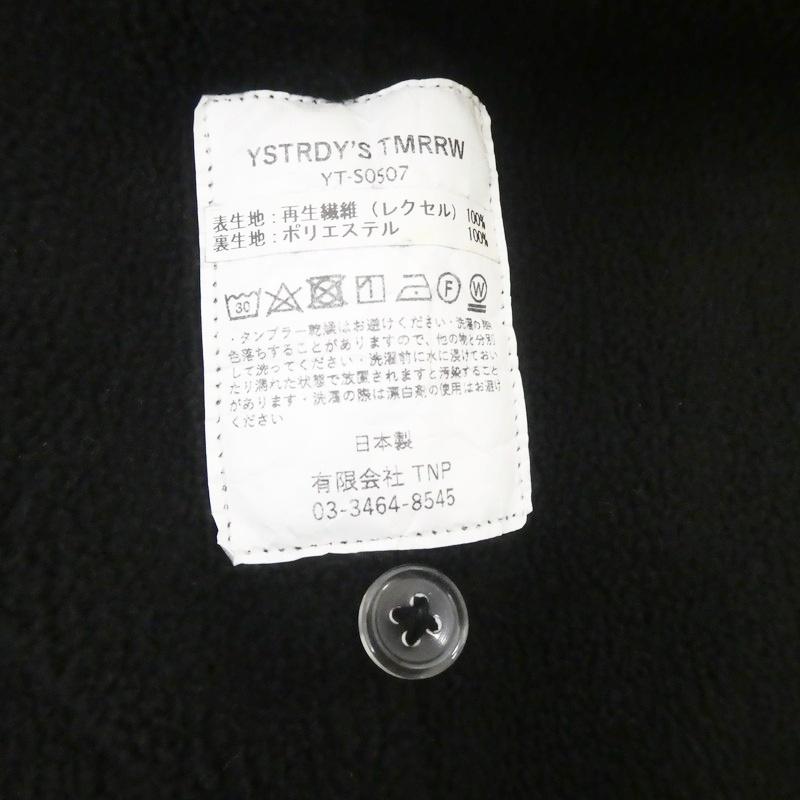 YSTRDY'S TMRRW
YT-S0507
表生地：再生繊維（レクセル）100%
裏生地：ポリエステル 100%
30 1 F W
・タンブラー乾燥はお避けください・洗濯の際
色落ちすることがありますので、他の物と分別
して洗ってください・洗濯前に水に浸けておい
たり濡れた状態で放置されますと汚染すること
があります・洗濯の際は漂白剤の使用はお避け
ください
日本製
有限会社 TNP
03-3464-8545